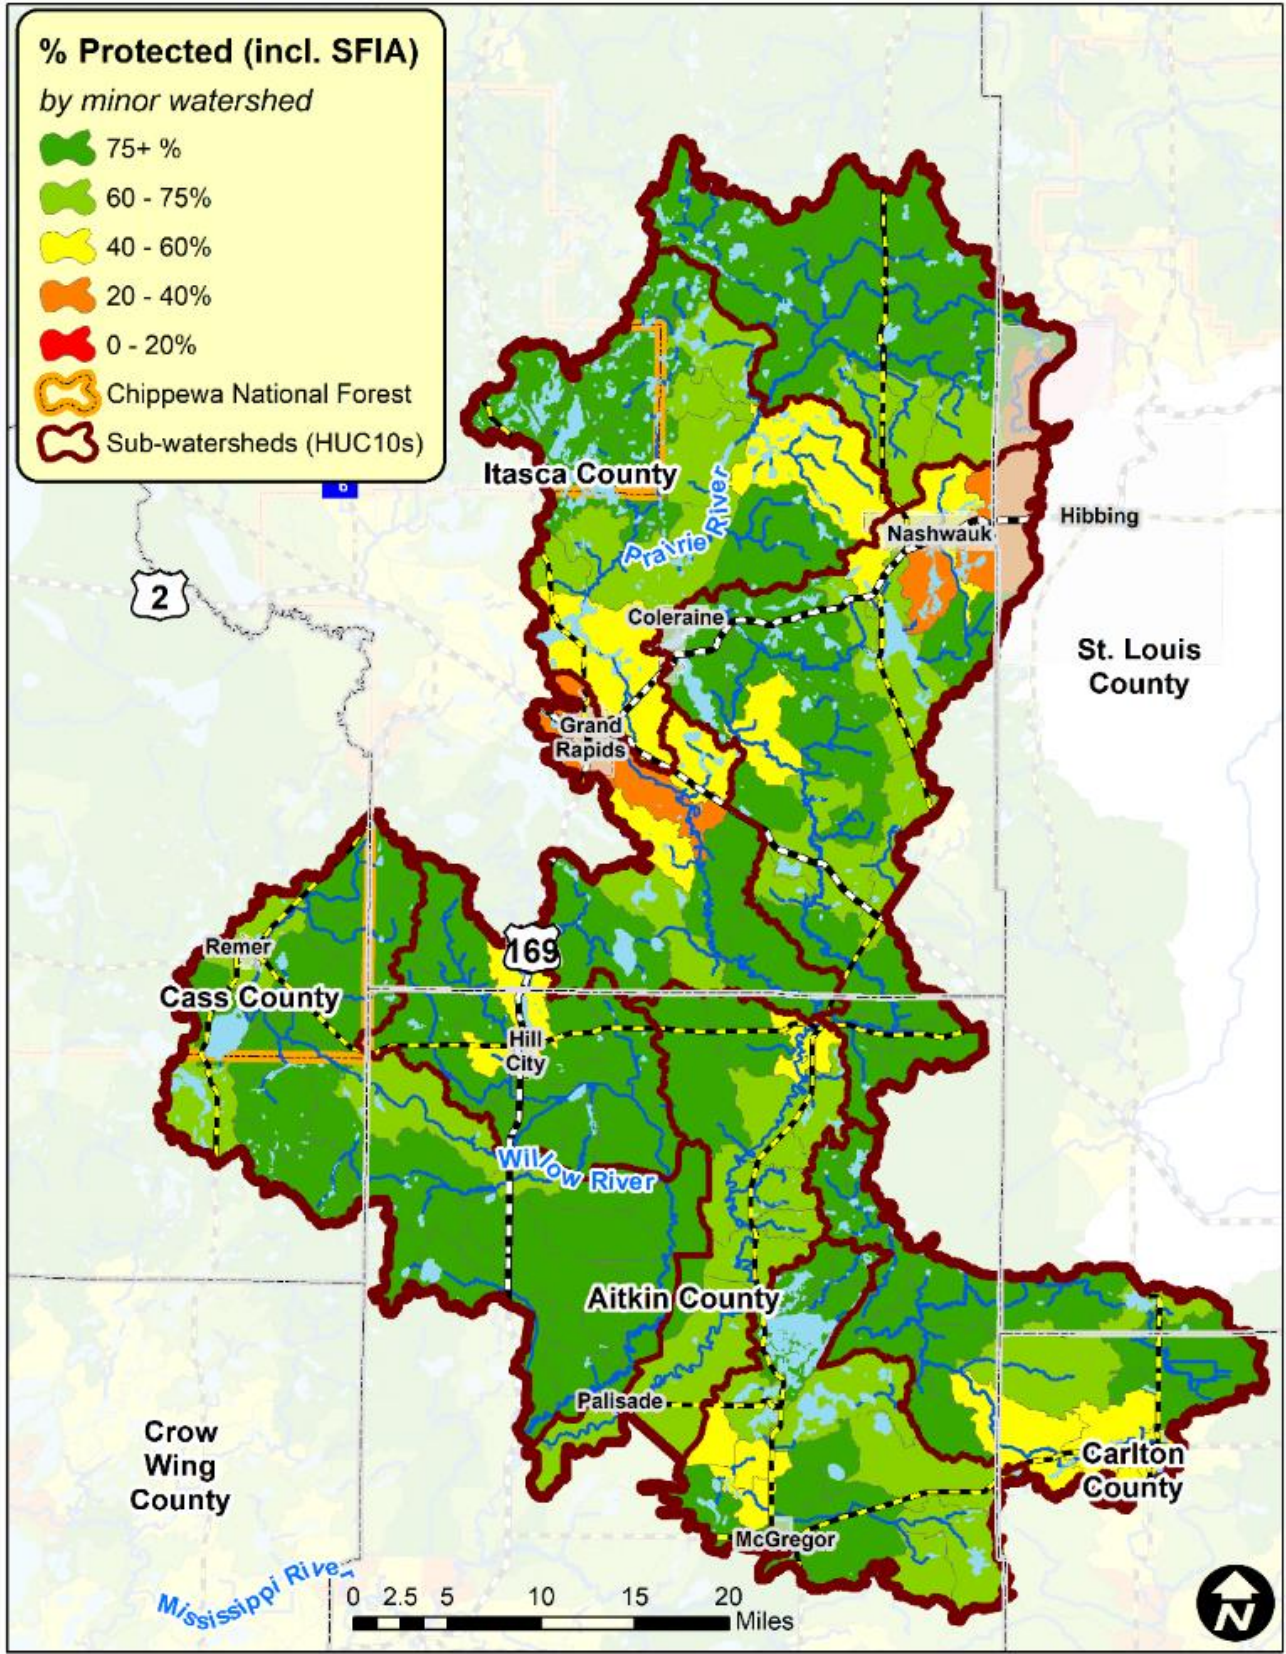 % Protected (incl. SFIA)
by minor watershed
75+ %
60 - 75%
40 - 60%
20 - 40%
0 - 20%
Chippewa National Forest
Sub-watersheds (HUC10s)
Itasca County
6
Prairie River
Hibbing
Nashwauk
2
Coleraine
St. Louis
County
Grand
Rapids
Remer
169
Cass County
Hill
City
Willow River
Aitkin County
Palisade
Crow
Wing
County
Carlton
County
McGregor
Mississippi River
0 2.5 5 10 15 20
Miles
N